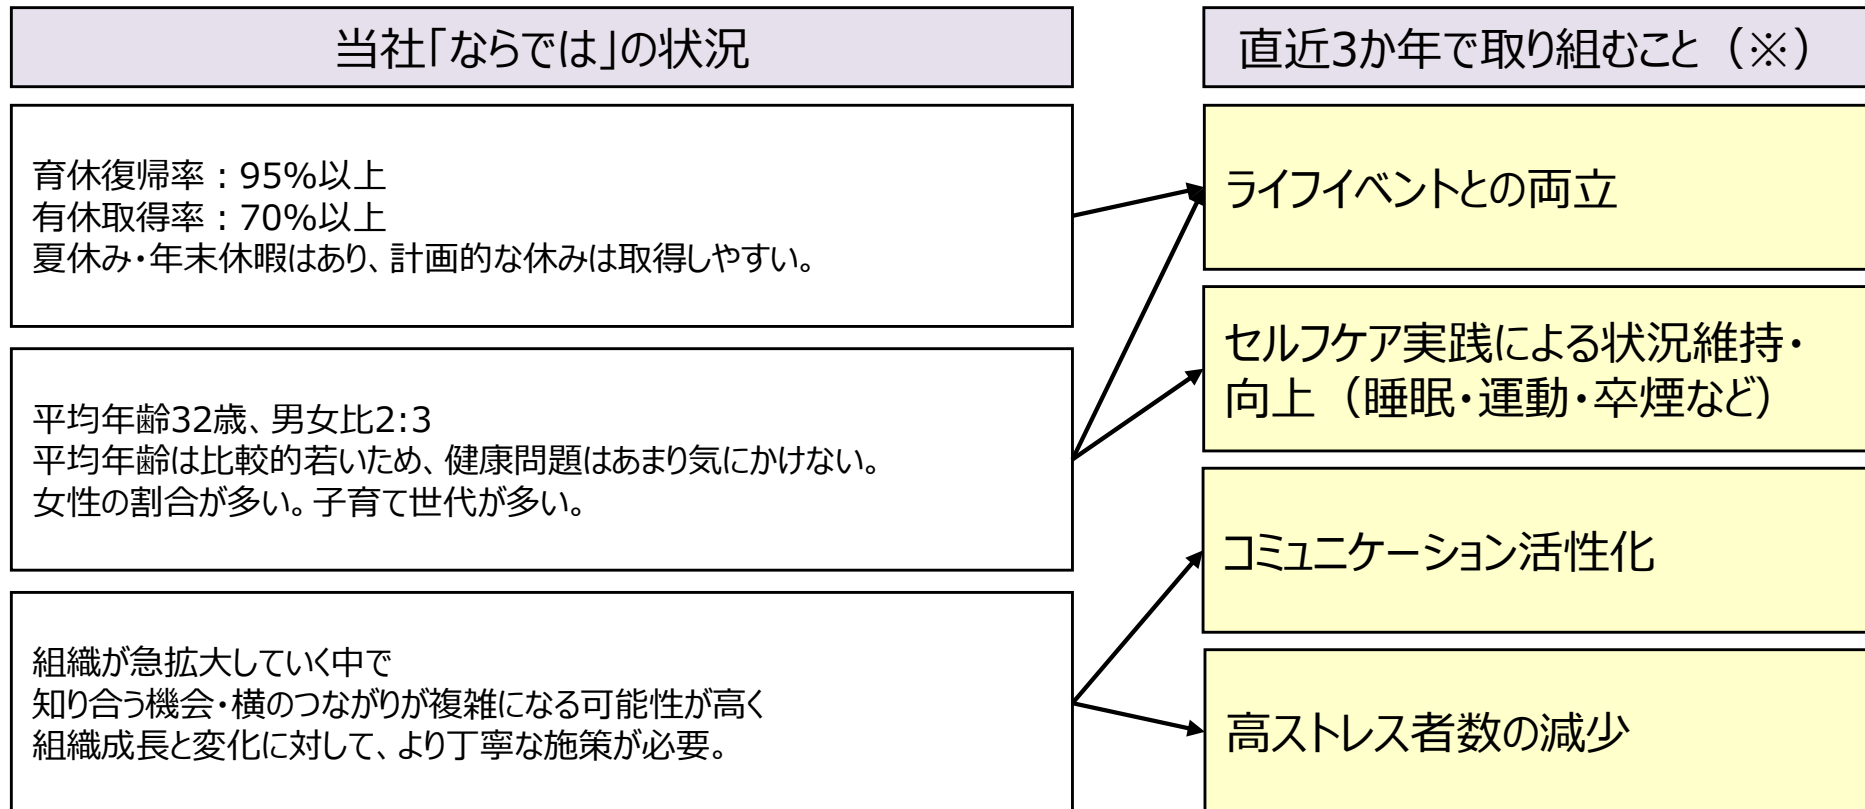 当社「ならでは」の状況
直近3か年で取り組むこと（※）
育休復帰率：95%以上
有休取得率：70%以上
夏休み・年末休暇はあり、計画的な休みは取得しやすい。
平均年齢32歳、男女比2:3
平均年齢は比較的若いため、健康問題はあまり気にかけない。
女性の割合が多い。子育て世代が多い。
組織が急拡大していく中で
知り合う機会・横のつながりが複雑になる可能性が高く
組織成長と変化に対して、より丁寧な施策が必要。
ライフイベントとの両立
セルフケア実践による状況維持・
向上（睡眠・運動・卒煙など）
コミュニケーション活性化
高ストレス者数の減少